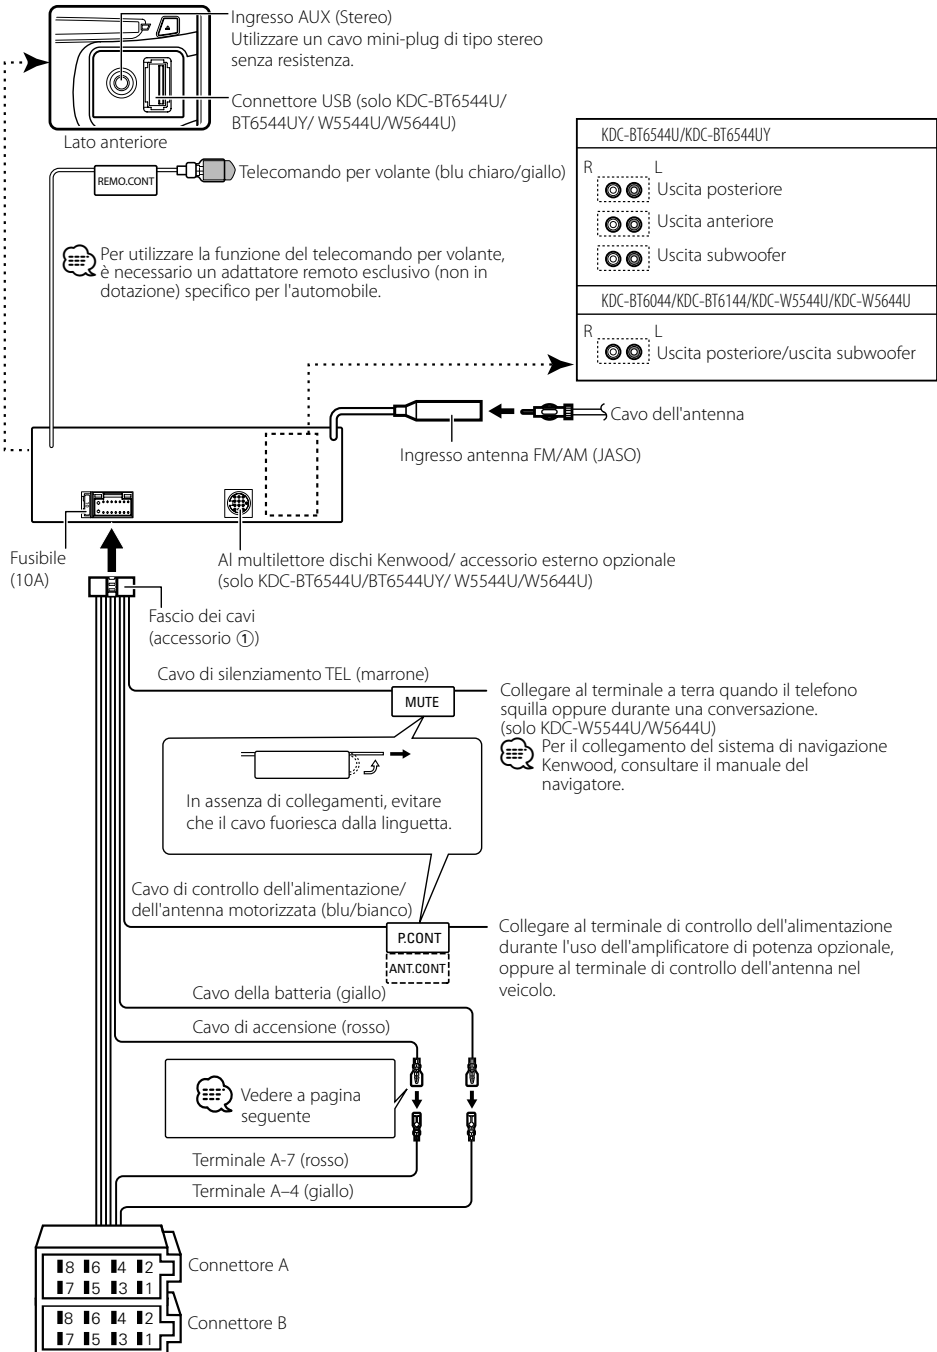 Ingresso AUX (Stereo)
Utilizzare un cavo mini-plug di tipo stereo
senza resistenza.
Connettore USB (solo KDC-BT6544U/
BT6544UY/ W5544U/W5644U)
Lato anteriore
REMO.CONT
Telecomando per volante (blu chiaro/giallo)
Per utilizzare la funzione del telecomando per volante,
è necessario un adattatore remoto esclusivo (non in
dotazione) specifico per l'automobile.
KDC-BT6544U/KDC-BT6544UY
R L
Uscita posteriore
Uscita anteriore
Uscita subwoofer
KDC-BT6044/KDC-BT6144/KDC-W5544U/KDC-W5644U
R L
Uscita posteriore/uscita subwoofer
Cavo dell'antenna
Ingresso antenna FM/AM (JASO)
Fusibile
(10A)
Al multilettore dischi Kenwood/ accessorio esterno opzionale
(solo KDC-BT6544U/BT6544UY/ W5544U/W5644U)
Fascio dei cavi
(accessorio ①)
Cavo di silenziamento TEL (marrone)
MUTE
Collegare al terminale a terra quando il telefono
squilla oppure durante una conversazione.
(solo KDC-W5544U/W5644U)
Per il collegamento del sistema di navigazione
Kenwood, consultare il manuale del
navigatore.
In assenza di collegamenti, evitare
che il cavo fuoriesca dalla linguetta.
Cavo di controllo dell'alimentazione/
dell'antenna motorizzata (blu/bianco)
P.CONT
ANT.CONT
Collegare al terminale di controllo dell'alimentazione
durante l'uso dell'amplificatore di potenza opzionale,
oppure al terminale di controllo dell'antenna nel
veicolo.
Cavo della batteria (giallo)
Cavo di accensione (rosso)
Vedere a pagina
seguente
Terminale A-7 (rosso)
Terminale A–4 (giallo)
8 6 4 2
7 5 3 1
Connettore A
8 6 4 2
7 5 3 1
Connettore B